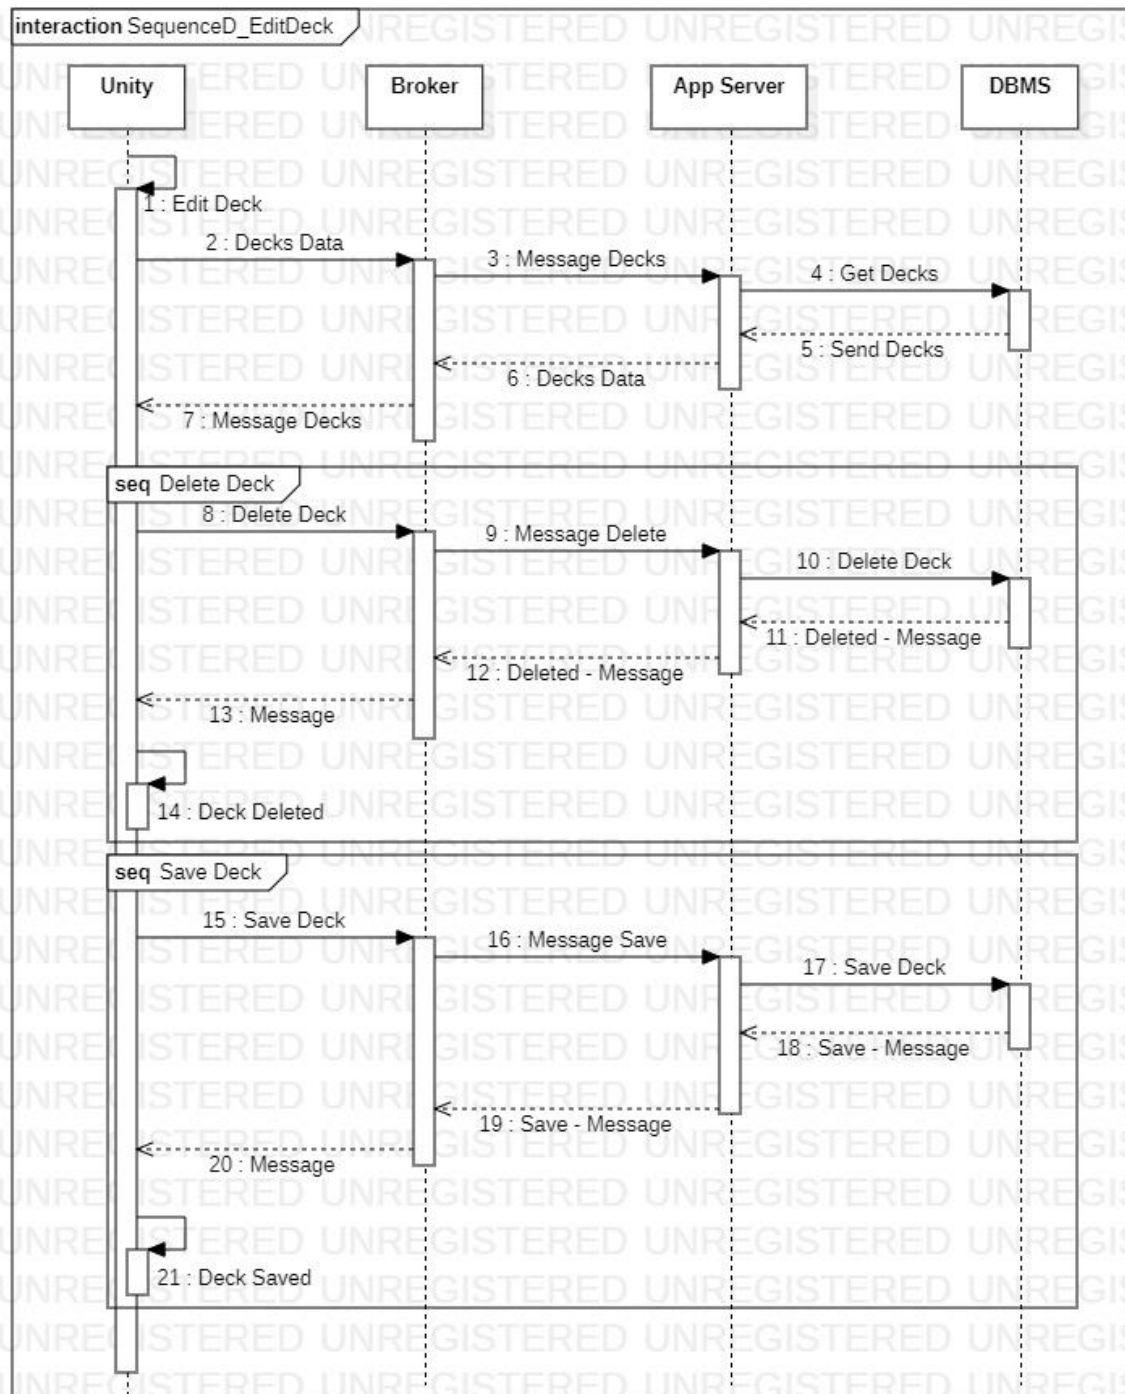 interaction SequenceD_EditDeck
Unity
Broker
App Server
DBMS
1 : Edit Deck
2 : Decks Data
3 : Message Decks
4 : Get Decks
5 : Send Decks
6 : Decks Data
7 : Message Decks
seq Delete Deck
8 : Delete Deck
9 : Message Delete
10 : Delete Deck
11 : Deleted - Message
12 : Deleted - Message
13 : Message
14 : Deck Deleted
seq Save Deck
15 : Save Deck
16 : Message Save
17 : Save Deck
18 : Save - Message
19 : Save - Message
20 : Message
21 : Deck Saved
UNREGISTERED